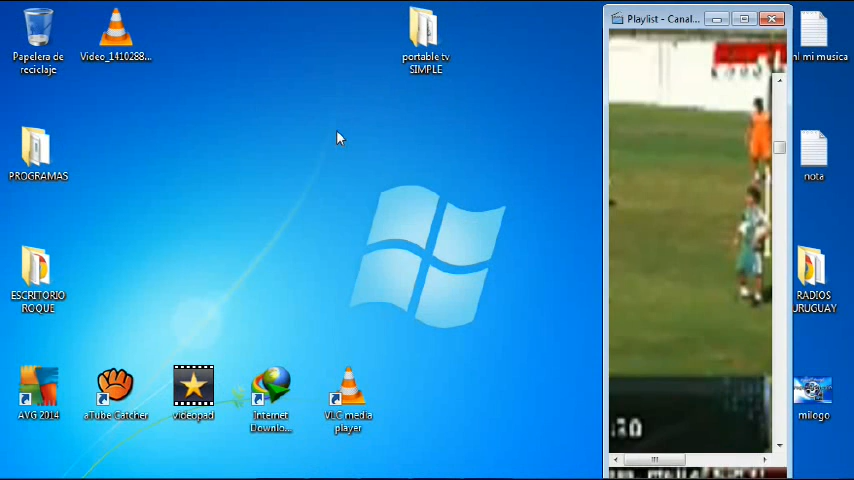 Playlist - Canal...
Papelera de
reciclaje
Video_1410288...
portable tv
SIMPLE
ml mi musica
PROGRAMAS
nota
ESCRITORIO
ROQUE
RADIOS
URUGUAY
AVG 2014
aTube Catcher
videopad
Internet
Downlo...
VLC media
player
milogo